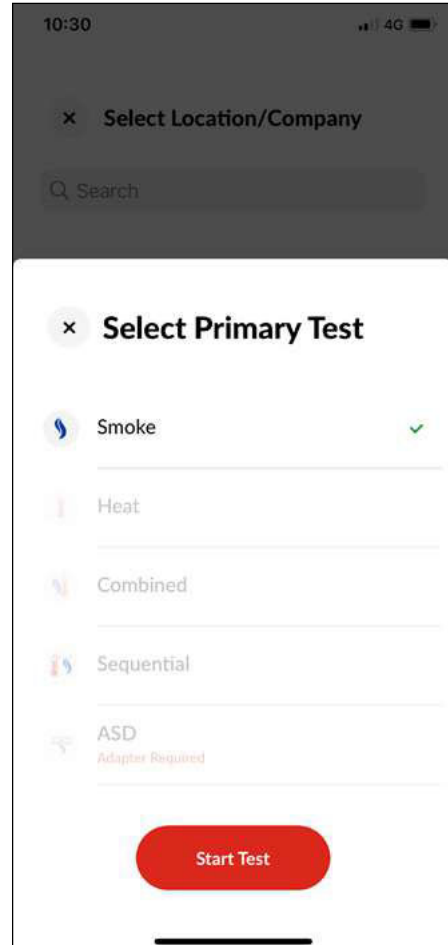 10:30
4G
Select Location/Company
Search
Select Primary Test
Smoke
Heat
Combined
Sequential
ASD
Adapter Required
Start Test